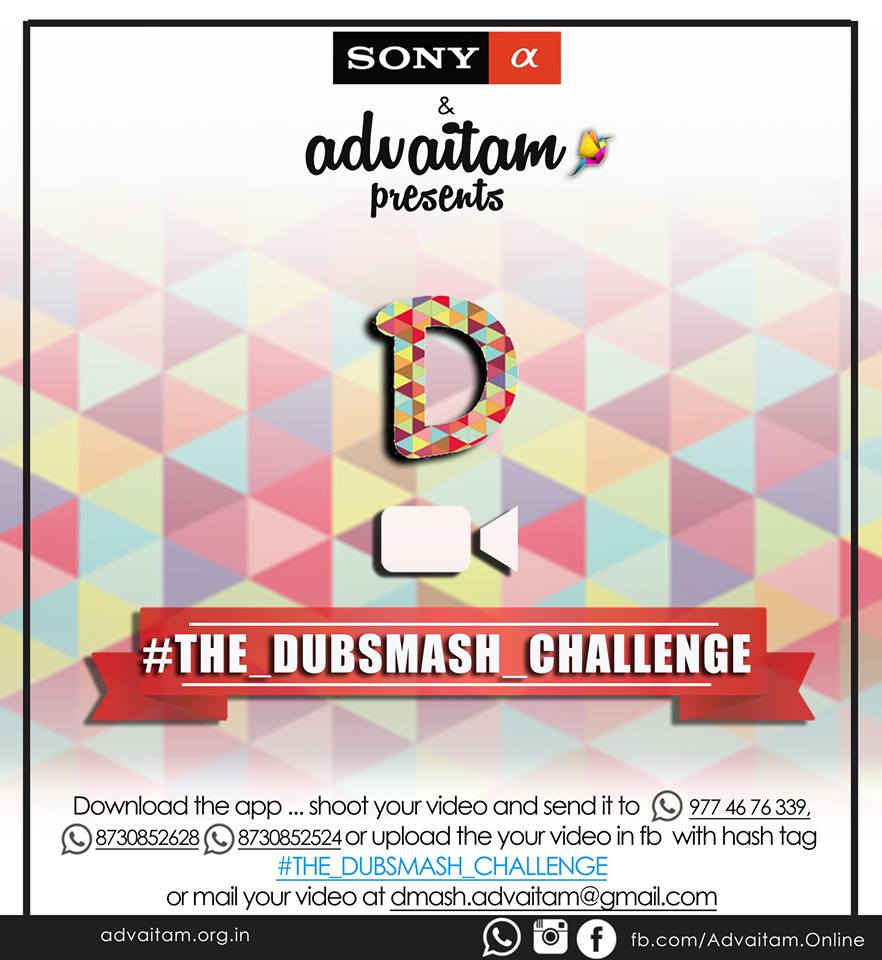 SONY α
&
advaitam
presents
D
#THE_DUBSMASH_CHALLENGE
Download the app ... shoot your video and send it to 977 46 76 339,
8730852628 8730852524 or upload the your video in fb with hash tag
#THE_DUBSMASH_CHALLENGE
or mail your video at dmash.advaitam@gmail.com
advaitam.org.in fb.com/Advaitam.Online